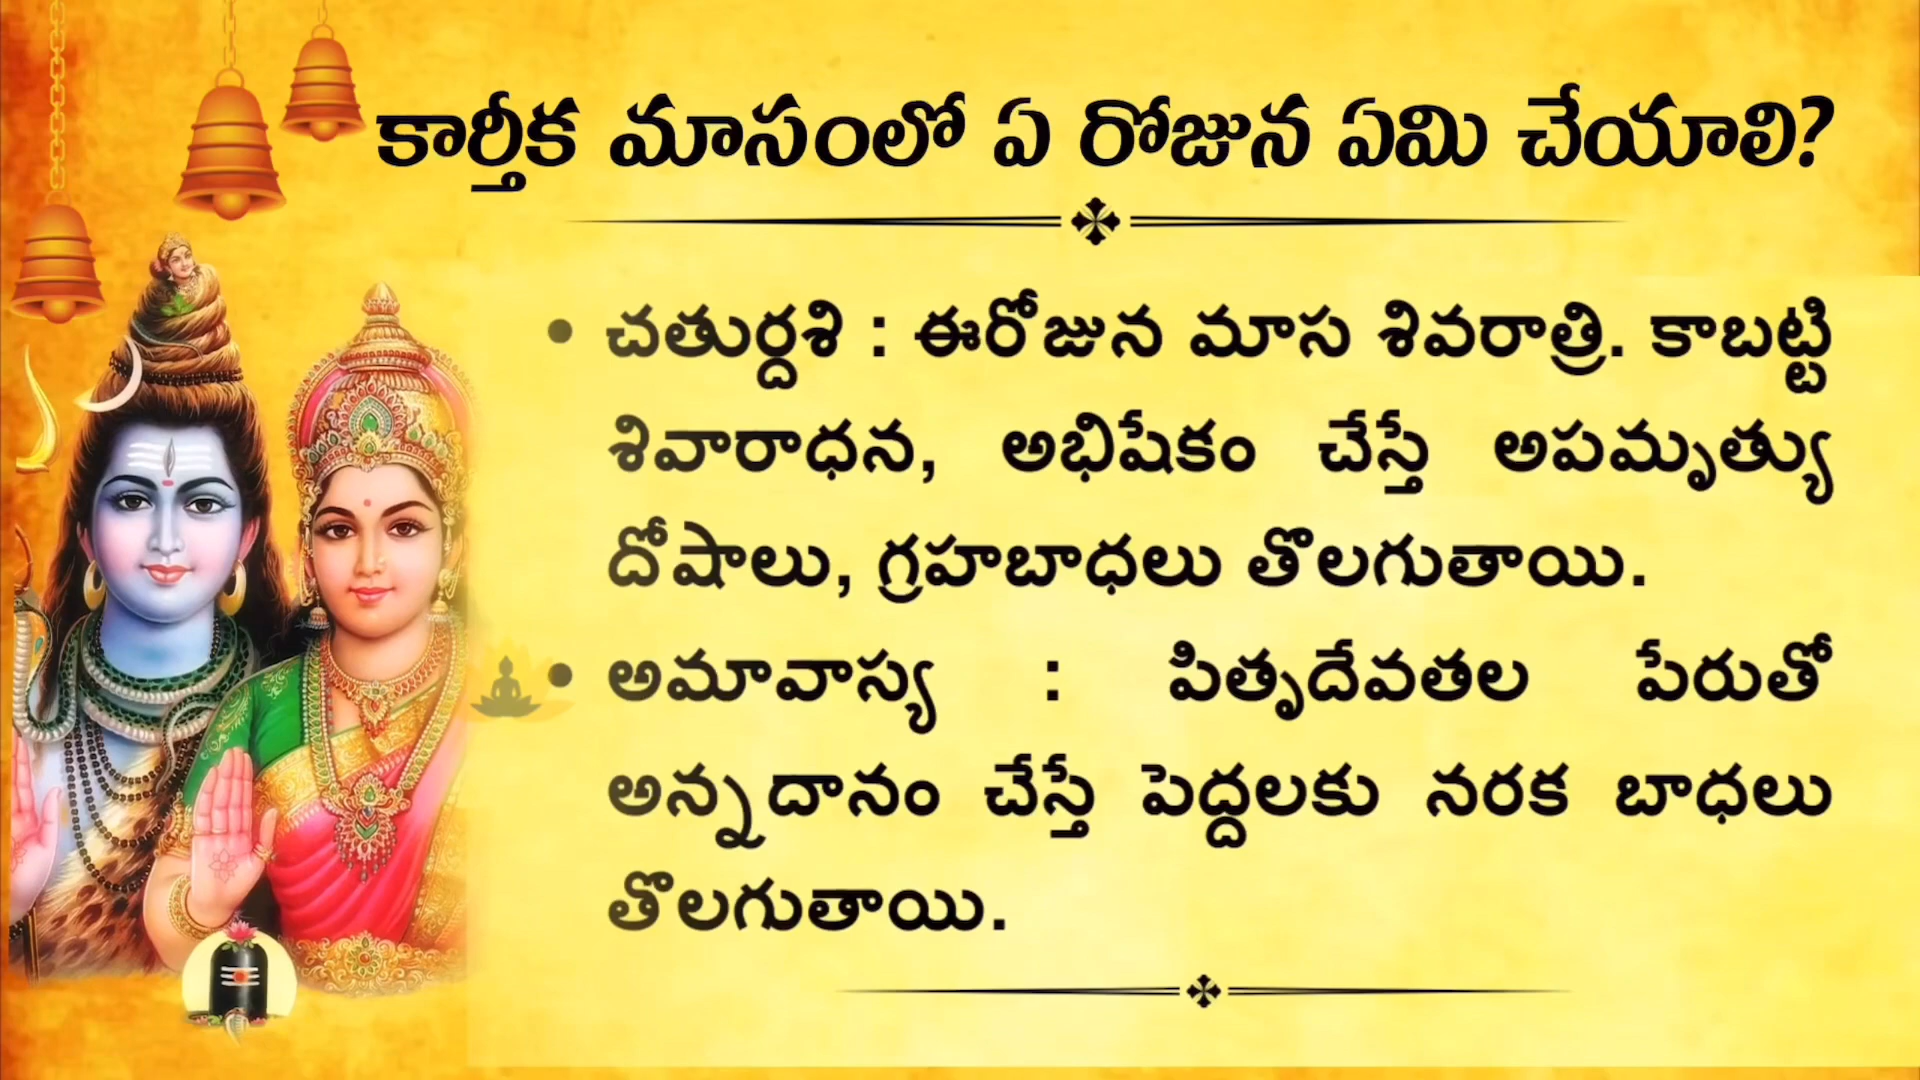 కార్తీక మాసంలో ఏ రోజున ఏమి చేయాలి?
• చతుర్దశి : ఈరోజున మాస శివరాత్రి. కాబట్టి
శివారాధన, అభిషేకం చేస్తే అపమృత్యు
దోషాలు, గ్రహబాధలు తొలగుతాయి.
• అమావాస్య : పితృదేవతల పేరుతో
అన్నదానం చేస్తే పెద్దలకు నరక బాధలు
తొలగుతాయి.